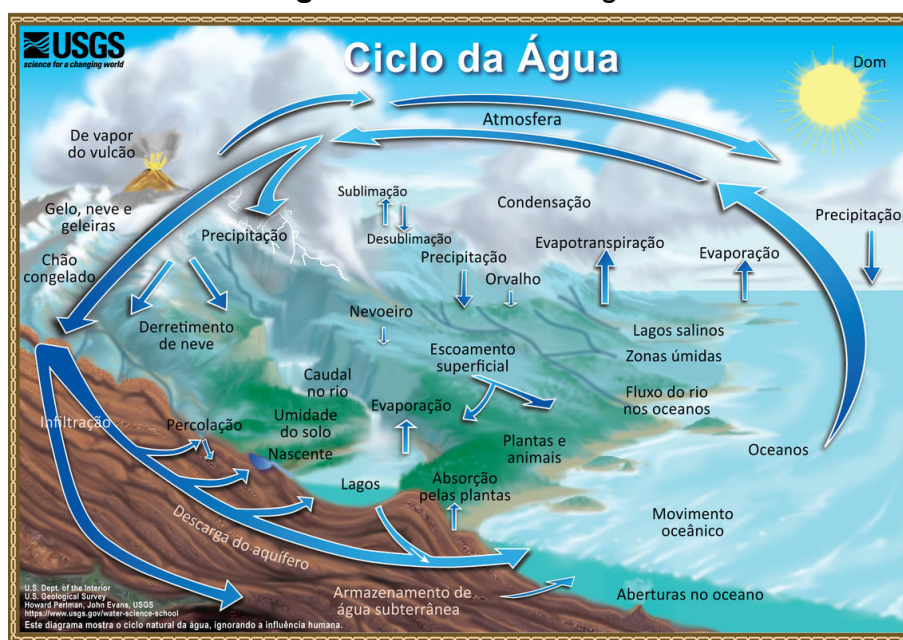 USGS
science for a changing world
Ciclo da Água
Dom
Atmosfera
De vapor
do vulcão
Sublimação
Condensação
Gelo, neve e
geleiras
Precipitação
Precipitação
Desublimação
Evapotranspiração
Evaporação
Chão
congelado
Precipitação
Orvalho
Nevoeiro
Derretimento
de neve
Lagos salinos
Escoamento
superficial
Zonas úmidas
Caudal
no rio
Fluxo do rio
nos oceanos
Evaporação
Infiltração
Percolação
Umidade
do solo
Nascente
Plantas e
animais
Oceanos
Lagos
Absorção
pelas plantas
Descarga do aquífero
Movimento
oceânico
Armazenamento de
água subterrânea
Aberturas no oceano
U.S. Dept. of the Interior
U.S. Geological Survey
Howard Perlman, John Evans, USGS
https://www.usgs.gov/water-science-school
Este diagrama mostra o ciclo natural da água, ignorando a influência humana.